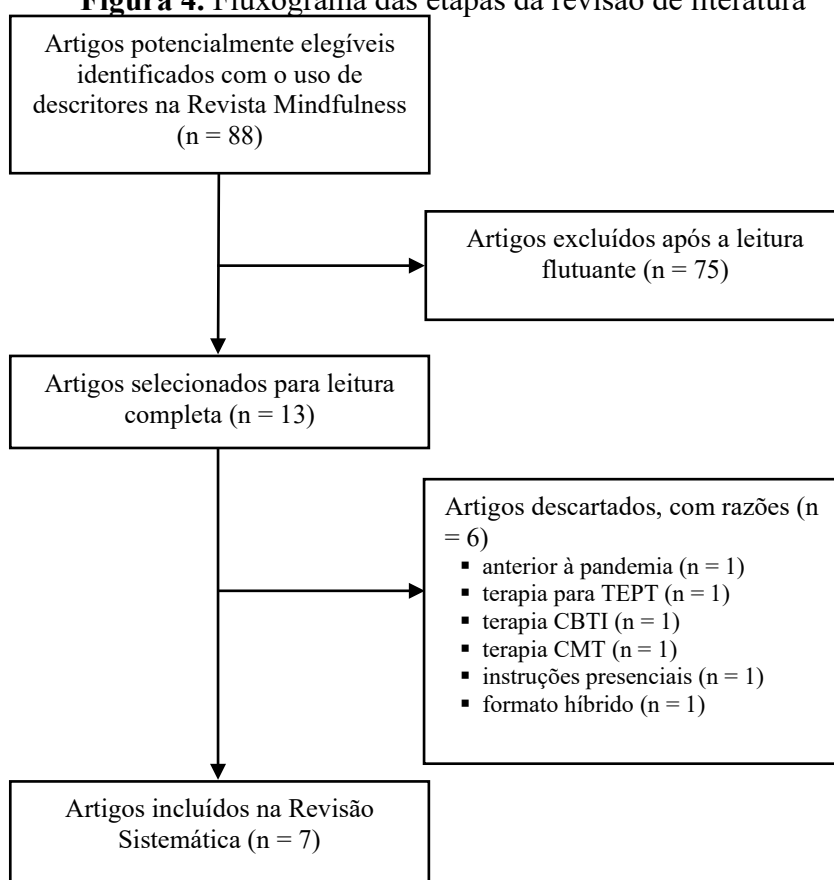 Figura 4. Fluxograma das etapas da revisão de literatura
Artigos potencialmente elegíveis
identificados com o uso de
descritores na Revista Mindfulness
(n = 88)
Artigos excluídos após a leitura
flutuante (n = 75)
Artigos selecionados para leitura
completa (n = 13)
Artigos descartados, com razões (n
= 6)
▪ anterior à pandemia (n = 1)
▪ terapia para TEPT (n = 1)
▪ terapia CBTI (n = 1)
▪ terapia CMT (n = 1)
▪ instruções presenciais (n = 1)
▪ formato híbrido (n = 1)
Artigos incluídos na Revisão
Sistemática (n = 7)